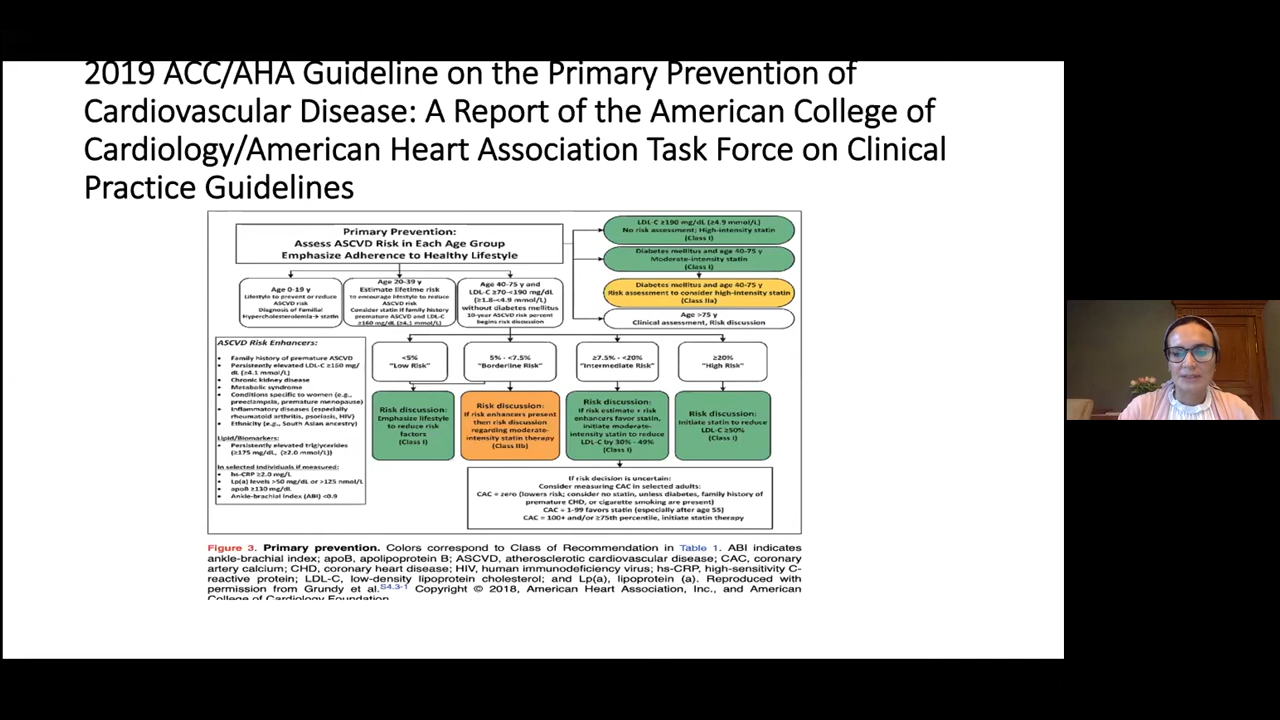 2019 ACC/AHA Guideline on the Primary Prevention of
Cardiovascular Disease: A Report of the American College of
Cardiology/American Heart Association Task Force on Clinical
Practice Guidelines
Primary Prevention:
Assess ASCVD Risk in Each Age Group
Emphasize Adherence to Healthy Lifestyle
LDL-C ≥190 mg/dL (≥4.9 mmol/L)
No risk assessment; High-intensity statin
(Class I)
Diabetes mellitus and age 40-75 y
Moderate-intensity statin
(Class I)
Diabetes mellitus and age 40-75 y
Risk assessment to consider high-intensity statin
(Class IIa)
Age >75 y
Clinical assessment, Risk discussion
Age 0-19 y
Lifestyle to prevent or reduce
ASCVD risk
Diagnosis of Familial
Hypercholesterolemia→ statin
Age 20-39 y
Estimate lifetime risk
to encourage lifestyle to reduce
ASCVD risk
Consider statin if family history
premature ASCVD and LDL-C
≥160 mg/dL (≥4.1 mmol/L)
Age 40-75 y and
LDL-C ≥70-<190 mg/dL
(≥1.8-<4.9 mmol/L)
without diabetes mellitus
10-year ASCVD risk percent
begins risk discussion
ASCVD Risk Enhancers:
• Family history of premature ASCVD
• Persistently elevated LDL-C ≥160 mg/
dL (≥4.1 mmol/L)
• Chronic kidney disease
• Metabolic syndrome
• Conditions specific to women (e.g.,
preeclampsia, premature menopause)
• Inflammatory diseases (especially
rheumatoid arthritis, psoriasis, HIV)
• Ethnicity (e.g., South Asian ancestry)
Lipid/Biomarkers:
• Persistently elevated triglycerides
(≥175 mg/dL, (≥2.0 mmol/L))
In selected individuals if measured:
• hs-CRP ≥2.0 mg/L
• Lp(a) levels >50 mg/dL or >125 nmol/L
• apoB ≥130 mg/dL
• Ankle-brachial index (ABI) <0.9
<5%
"Low Risk"
5% - <7.5%
"Borderline Risk"
≥7.5% - <20%
"Intermediate Risk"
≥20%
"High Risk"
Risk discussion:
Emphasize lifestyle
to reduce risk
factors
(Class I)
Risk discussion:
If risk enhancers present
then risk discussion
regarding moderate-
intensity statin therapy
(Class IIb)
Risk discussion:
If risk estimate + risk
enhancers favor statin,
initiate moderate-
intensity statin to reduce
LDL-C by 30% - 49%
(Class I)
Risk discussion:
Initiate statin to reduce
LDL-C ≥50%
(Class I)
If risk decision is uncertain:
Consider measuring CAC in selected adults:
CAC = zero (lowers risk; consider no statin, unless diabetes, family history of
premature CHD, or cigarette smoking are present)
CAC = 1-99 favors statin (especially after age 55)
CAC = 100+ and/or ≥75th percentile, initiate statin therapy
Figure 3. Primary prevention. Colors correspond to Class of Recommendation in Table 1. ABI indicates
ankle-brachial index; apoB, apolipoprotein B; ASCVD, atherosclerotic cardiovascular disease; CAC, coronary
artery calcium; CHD, coronary heart disease; HIV, human immunodeficiency virus; hs-CRP, high-sensitivity C-
reactive protein; LDL-C, low-density lipoprotein cholesterol; and Lp(a), lipoprotein (a). Reproduced with
permission from Grundy et al.S4.3-1 Copyright © 2018, American Heart Association, Inc., and American
College of Cardiology Foundation